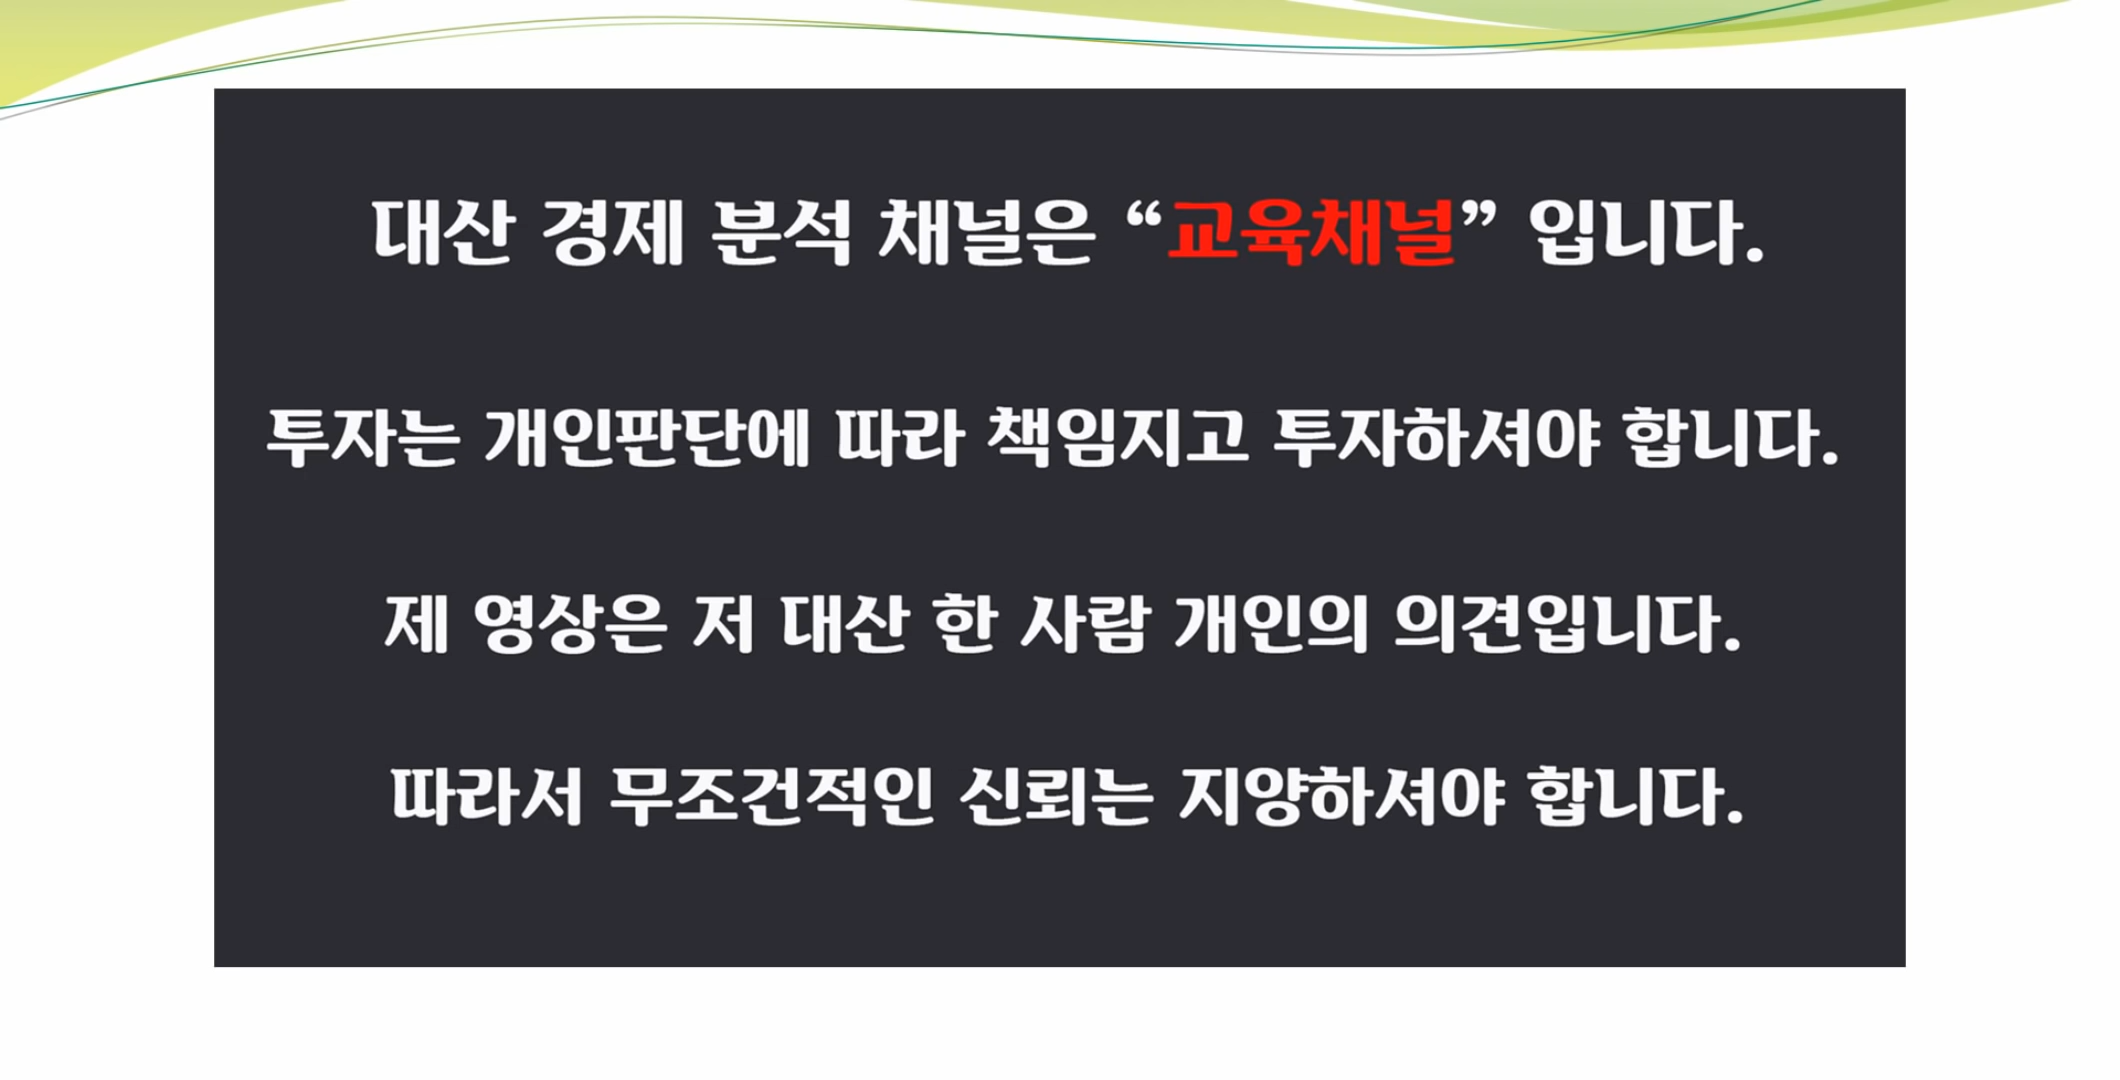 대산 경제 분석 채널은 “교육채널” 입니다.
투자는 개인판단에 따라 책임지고 투자하셔야 합니다.
제 영상은 저 대산 한 사람 개인의 의견입니다.
따라서 무조건적인 신뢰는 지양하셔야 합니다.